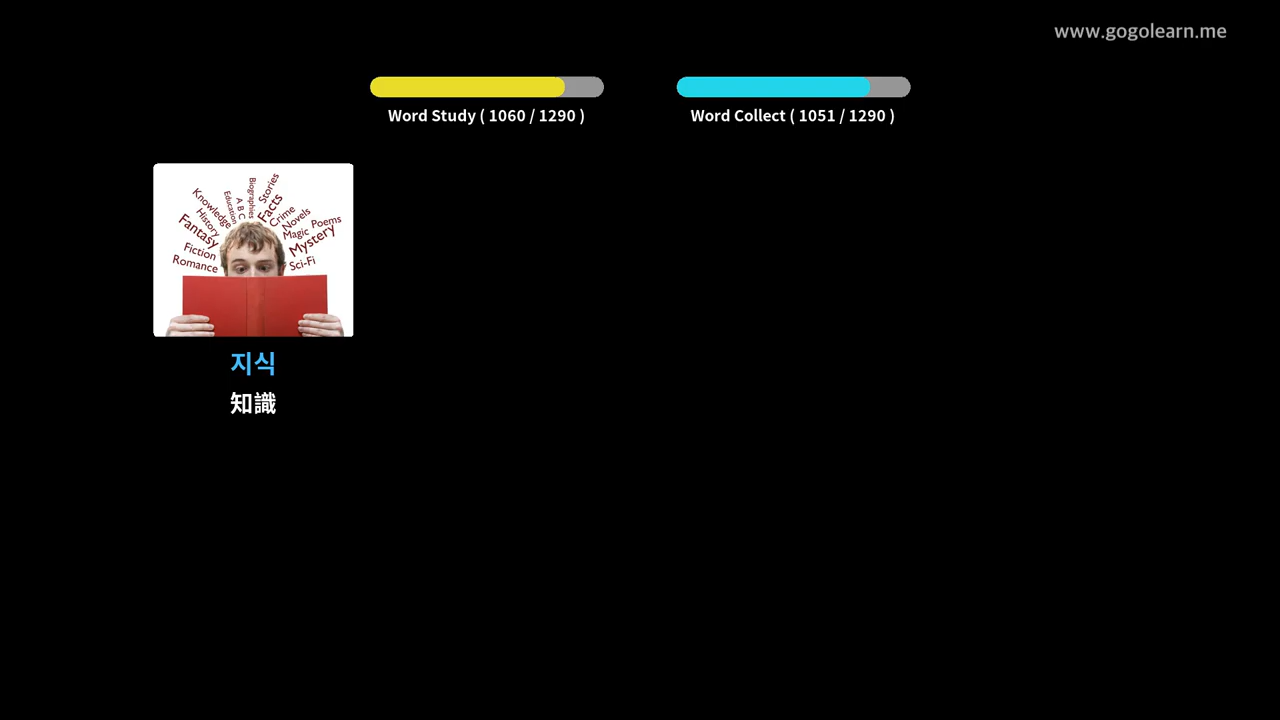 www.gogolearn.me
Word Study ( 1060 / 1290 )
Word Collect ( 1051 / 1290 )
Knowledge
History
Fantasy
Fiction
Romance
Education
A B C
Biographies
Stories
Facts
Crime
Novels
Magic
Poems
Mystery
Sci-Fi
지식
知識